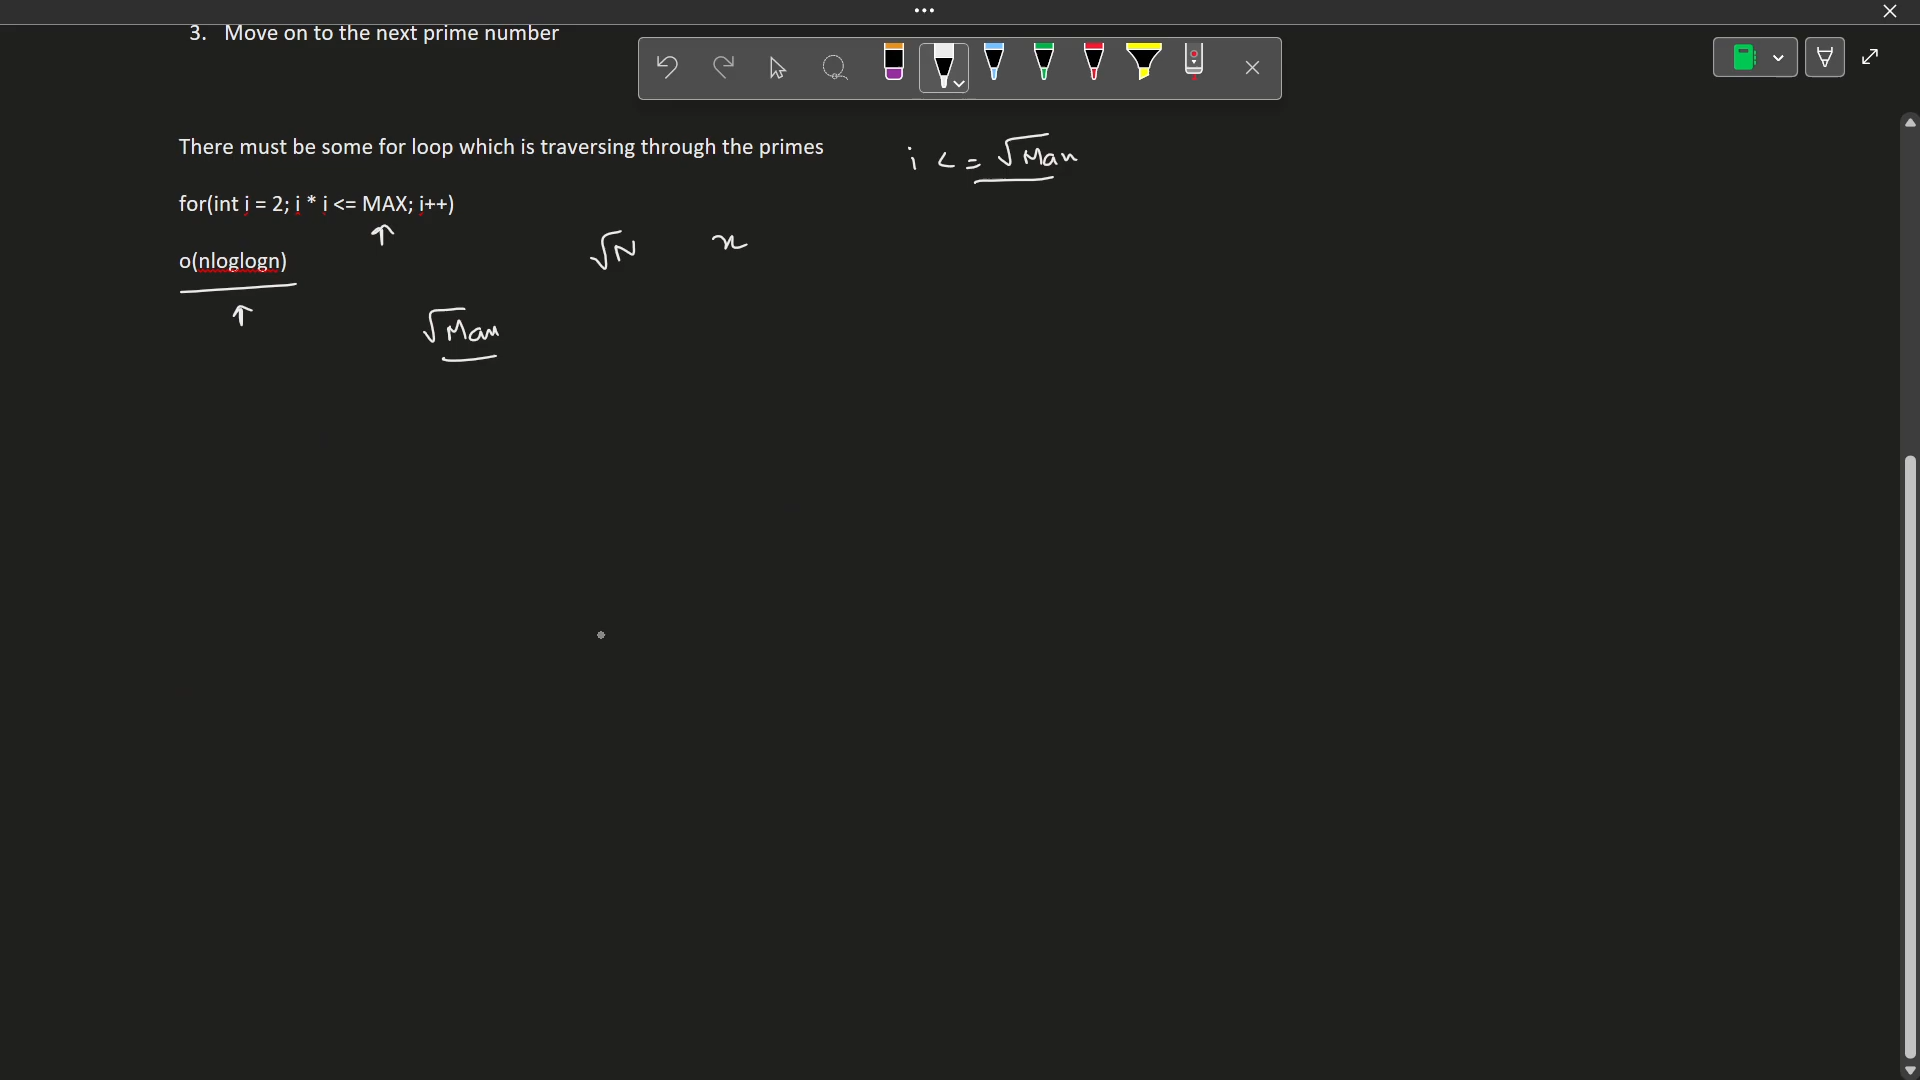 3. Move on to the next prime number
There must be some for loop which is traversing through the primes
i <= √Max
for(int i = 2; i * i <= MAX; i++)
↑
√N x
o(nloglogn)
↑
√Max